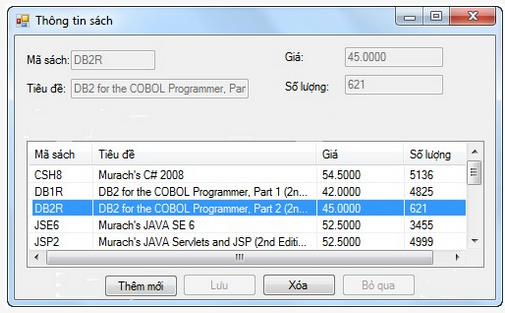 Thông tin sách
Mã sách: DB2R Giá: 45.0000
Tiêu đề: DB2 for the COBOL Programmer, Par Số lượng: 621
Mã sách Tiêu đề Giá Số lượng
CSH8 Murach's C# 2008 54.5000 5136
DB1R DB2 for the COBOL Programmer, Part 1 (2n... 42.0000 4825
DB2R DB2 for the COBOL Programmer, Part 2 (2n... 45.0000 621
JSE6 Murach's JAVA SE 6 52.5000 3455
JSP2 Murach's JAVA Servlets and JSP (2nd Editi... 52.5000 4999
Thêm mới Lưu Xóa Bỏ qua